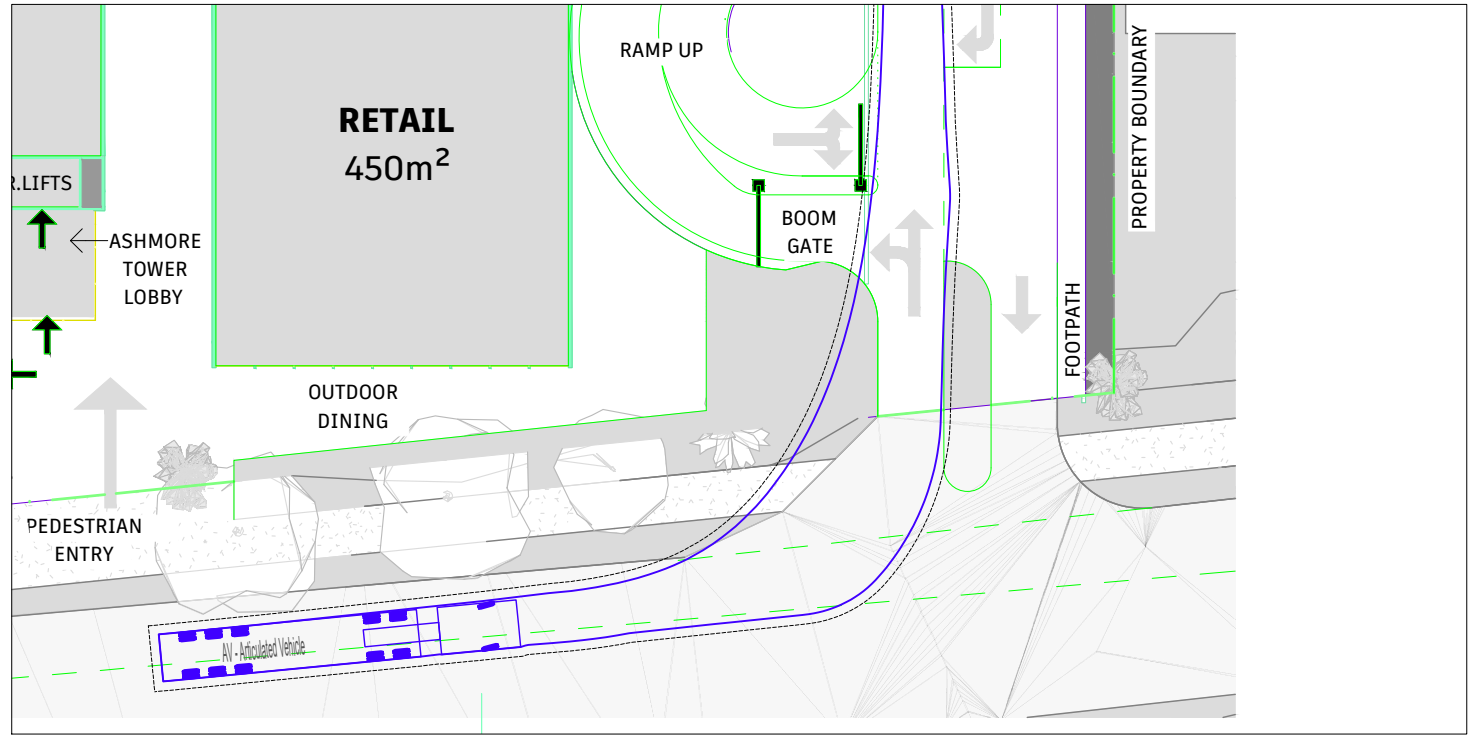 RAMP UP
RETAIL
450m²
PROPERTY BOUNDARY
R.LIFTS
ASHMORE
TOWER
LOBBY
BOOM
GATE
FOOTPATH
OUTDOOR
DINING
PEDESTRIAN
ENTRY
AV - Articulated Vehicle